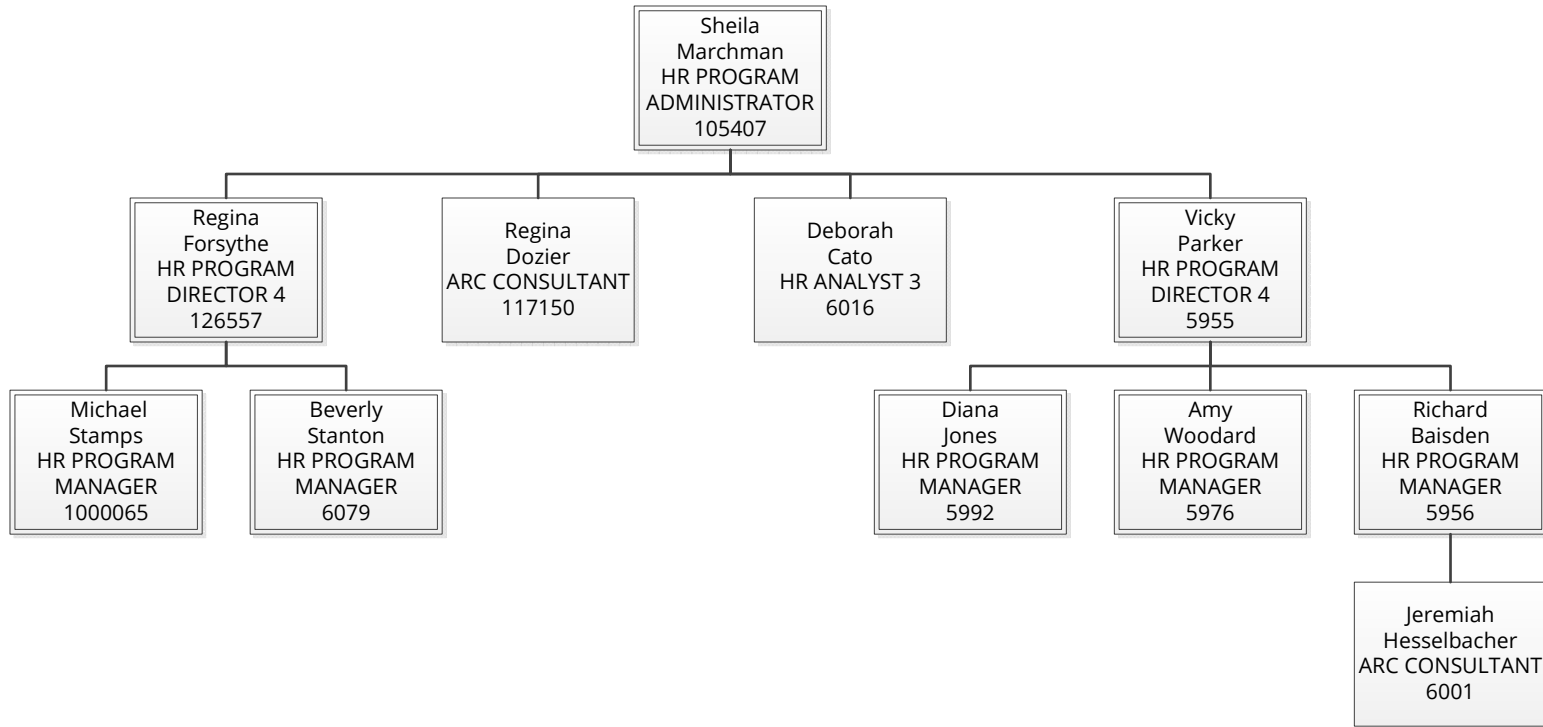 Sheila
Marchman
HR PROGRAM
ADMINISTRATOR
105407
Regina
Forsythe
HR PROGRAM
DIRECTOR 4
126557
Regina
Dozier
ARC CONSULTANT
117150
Deborah
Cato
HR ANALYST 3
6016
Vicky
Parker
HR PROGRAM
DIRECTOR 4
5955
Michael
Stamps
HR PROGRAM
MANAGER
1000065
Beverly
Stanton
HR PROGRAM
MANAGER
6079
Diana
Jones
HR PROGRAM
MANAGER
5992
Amy
Woodard
HR PROGRAM
MANAGER
5976
Richard
Baisden
HR PROGRAM
MANAGER
5956
Jeremiah
Hesselbacher
ARC CONSULTANT
6001